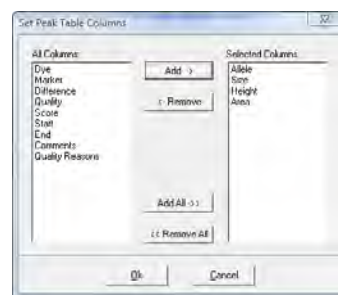 Set Peak Table Columns
All Columns:
Dye
Marker
Difference
Quality
Score
Start
End
Comments
Quality Reasons
Add >
< Remove
Add All >>
<< Remove All
Selected Columns
Allele
Size
Height
Area
Ok
Cancel